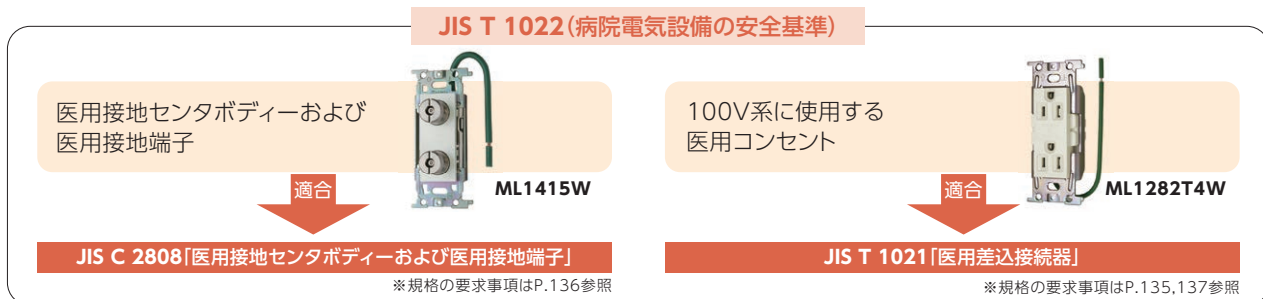 JIS T 1022(病院電気設備の安全基準)
医用接地センタボディーおよび
医用接地端子
ML1415W
適合
JIS C 2808「医用接地センタボディーおよび医用接地端子」
※規格の要求事項はP.136参照
100V系に使用する
医用コンセント
ML1282T4W
適合
JIS T 1021「医用差込接続器」
※規格の要求事項はP.135,137参照